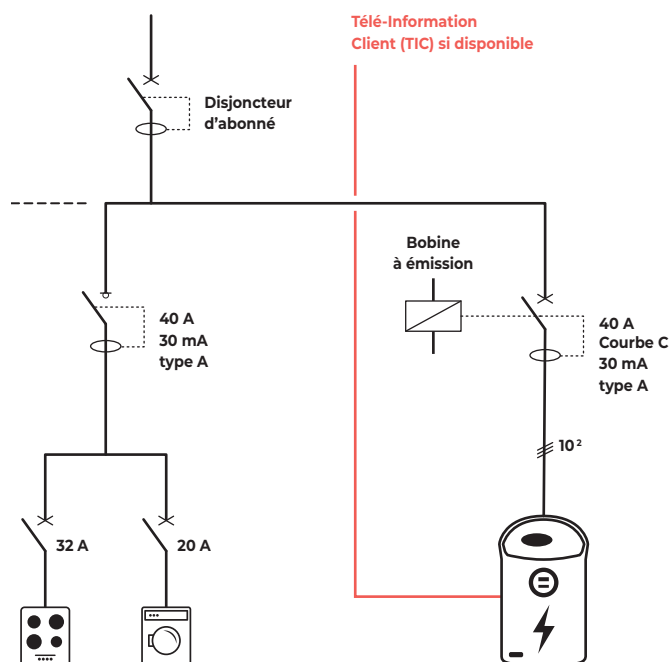 Télé-Information
Client (TIC) si disponible
Disjoncteur
d’abonné
Bobine
à émission
40 A
30 mA
type A
40 A
Courbe C
30 mA
type A
10²
32 A
20 A